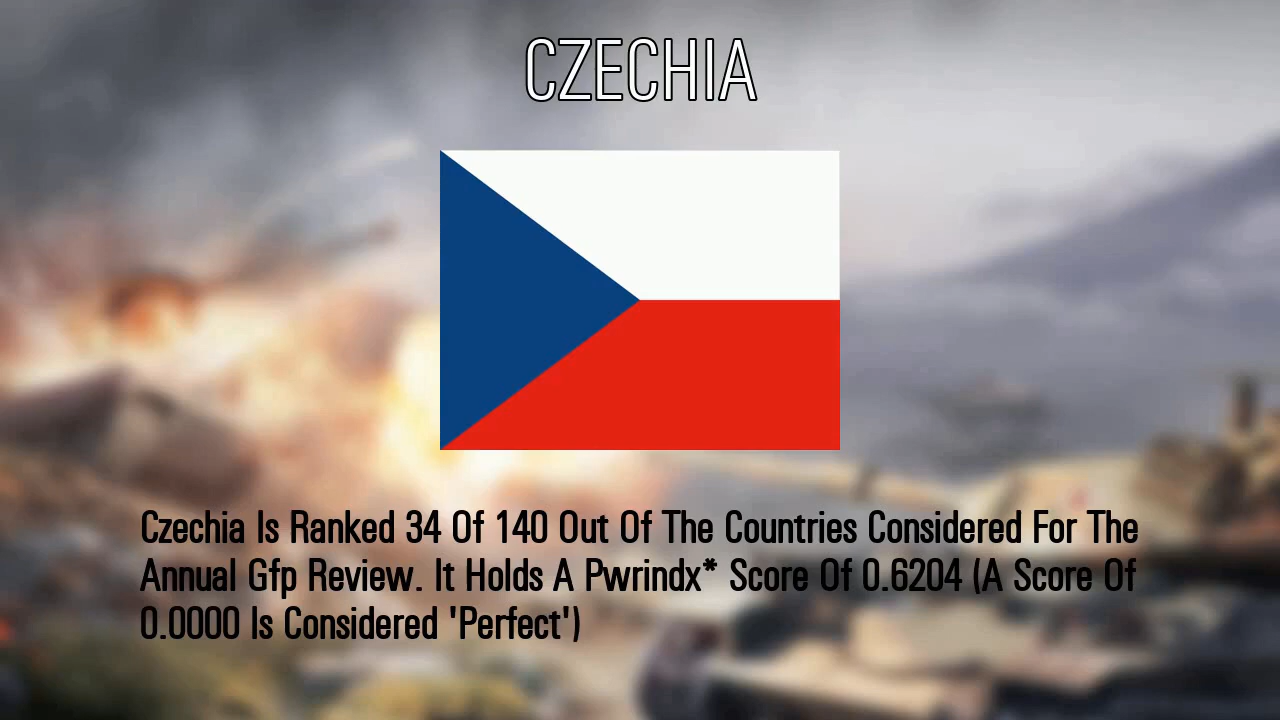 CZECHIA
Czechia Is Ranked 34 Of 140 Out Of The Countries Considered For The
Annual Gfp Review. It Holds A Pwrindx* Score Of 0.6204 (A Score Of
0.0000 Is Considered 'Perfect')